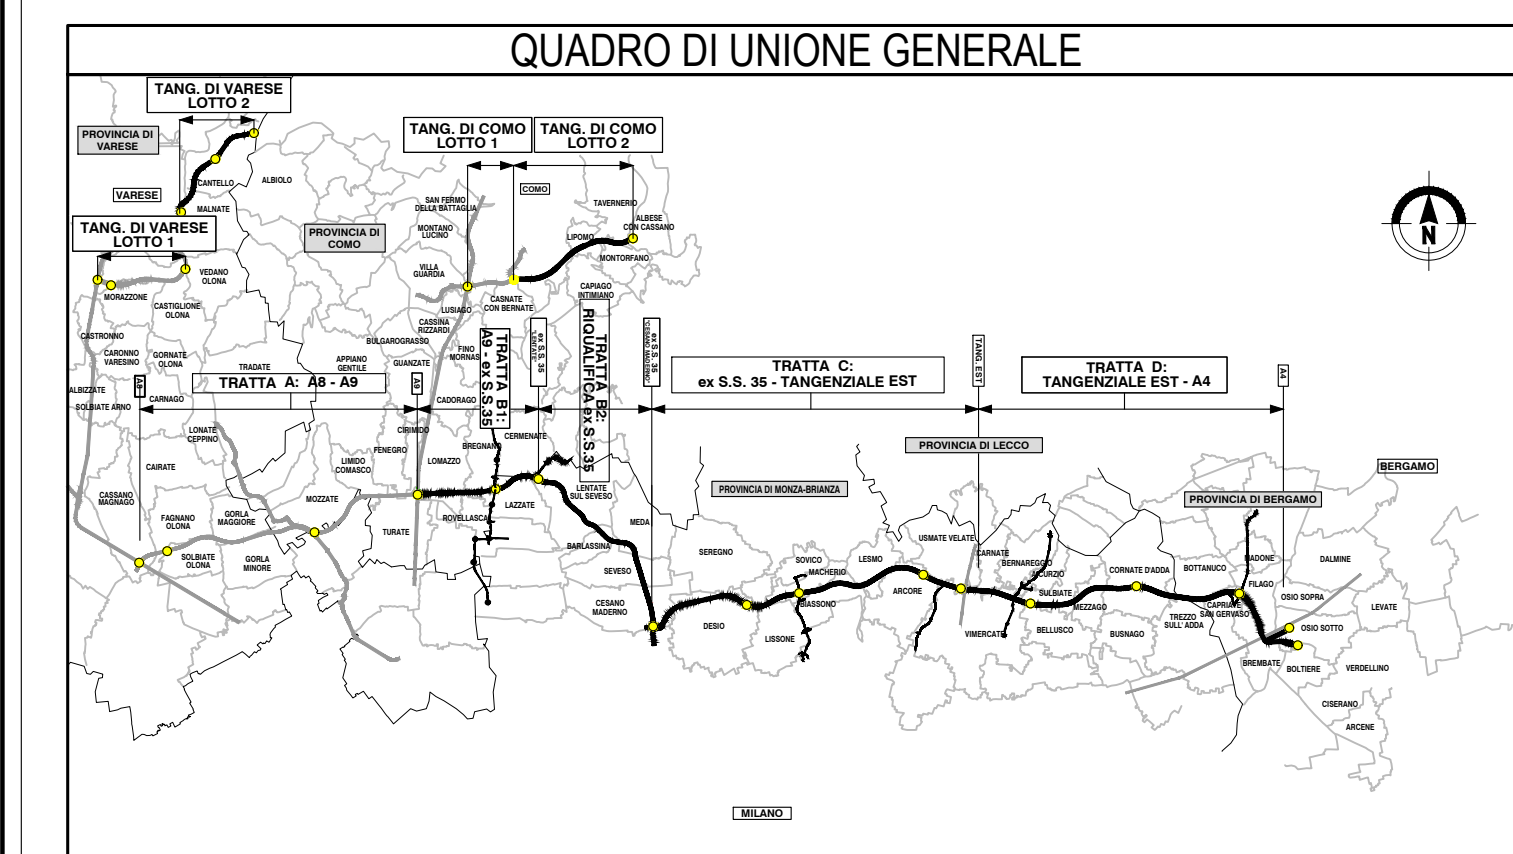 QUADRO DI UNIONE GENERALE
TANG. DI VARESE
LOTTO 2
TANG. DI COMO
LOTTO 1
TANG. DI COMO
LOTTO 2
PROVINCIA DI
VARESE
VARESE
CANTELLO
ALBIOLO
MALNATE
COMO
TANG. DI VARESE
LOTTO 1
PROVINCIA DI
COMO
SAN FERMO
DELLA BATTAGLIA
MONTANO
LUCINO
TAVERNERIO
ALBESE
CON CASSANO
LIPOMO
MONTORFANO
N
VEDANO
OLONA
MORAZZONE
CASTIGLIONE
OLONA
VILLA
GUARDIA
CAPIAGO
INTIMIANO
LUSIAGO
CASNATE
CON BERNATE
CASSINA
RIZZARDI
CASTRONNO
CARONNO
VARESINO
GORNATE
OLONA
TRADATE
APPIANO
GENTILE
BULGAROGRASSO
GUANZATE
FINO
MORNAS
ALBIZZATE
SOLBIATE ARNO
CARNAGO
A8
TRATTA A: A8 - A9
A9
CADORAGO
TRATTA B1:
A9 - ex S.S.35
ex S.S. 35
"LENTATE"
TRATTA B2:
RIQUALIFICA ex S.S.35
ex S.S. 35
"CESANO MADERNO"
TRATTA C:
ex S.S. 35 - TANGENZIALE EST
TANG. EST
TRATTA D:
TANGENZIALE EST - A4
A4
LONATE
CEPPINO
CIRIMIDO
FENEGRO
BREGNANO
CERMENATE
CAIRATE
LIMIDO
COMASCO
LOMAZZO
PROVINCIA DI LECCO
BERGAMO
PROVINCIA DI MONZA-BRIANZA
PROVINCIA DI BERGAMO
CASSANO
MAGNAGO
MOZZATE
LENTATE
SUL SEVESO
FAGNANO
OLONA
GORLA
MAGGIORE
TURATE
ROVELLASCA
LAZZATE
MEDA
SOLBIATE
OLONA
GORLA
MINORE
BARLASSINA
SEVESO
SEREGNO
SOVICO
MACHERIO
LESMO
USMATE VELATE
CARNATE
BERNAREGGIO
AICURZIO
CORNATE D'ADDA
BOTTANUCO
MADONE
DALMINE
FILAGO
OSIO SOPRA
CESANO
MADERNO
BIASSONO
ARCORE
SULBIATE
MEZZAGO
CAPRIATE
SAN GERVASO
LEVATE
DESIO
LISSONE
VIMERCATE
BELLUSCO
BUSNAGO
TREZZO
SULL' ADDA
OSIO SOTTO
BREMBATE
BOLTIERE
VERDELLINO
CISERANO
ARCENE
MILANO